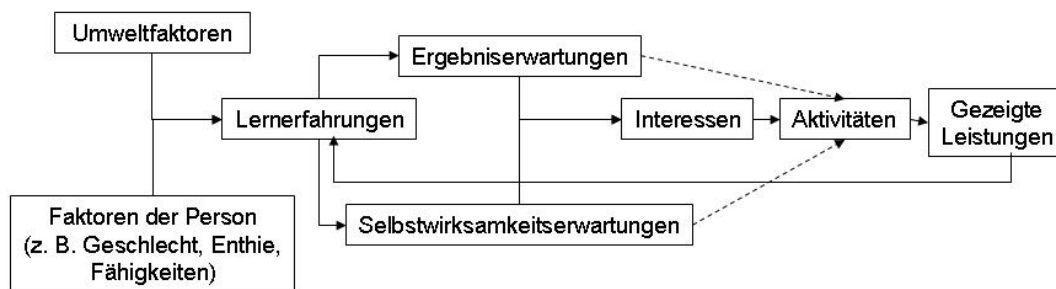 Umweltfaktoren
Ergebniserwartungen
Lernerfahrungen
Interessen
Aktivitäten
Gezeigte
Leistungen
Faktoren der Person
(z. B. Geschlecht, Enthie,
Fähigkeiten)
Selbstwirksamkeitserwartungen